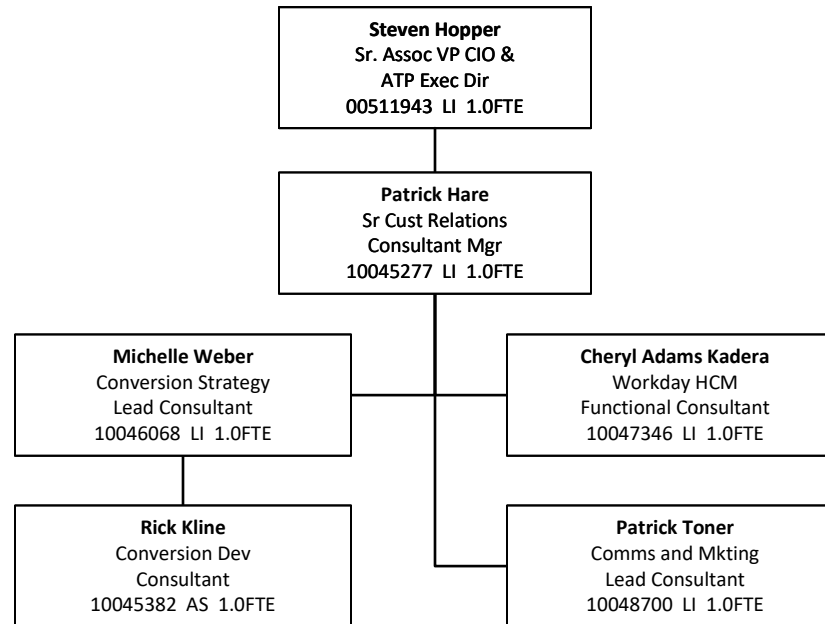 Steven Hopper
Sr. Assoc VP CIO &
ATP Exec Dir
00511943 LI 1.0FTE
Patrick Hare
Sr Cust Relations
Consultant Mgr
10045277 LI 1.0FTE
Michelle Weber
Conversion Strategy
Lead Consultant
10046068 LI 1.0FTE
Cheryl Adams Kadera
Workday HCM
Functional Consultant
10047346 LI 1.0FTE
Rick Kline
Conversion Dev
Consultant
10045382 AS 1.0FTE
Patrick Toner
Comms and Mkting
Lead Consultant
10048700 LI 1.0FTE